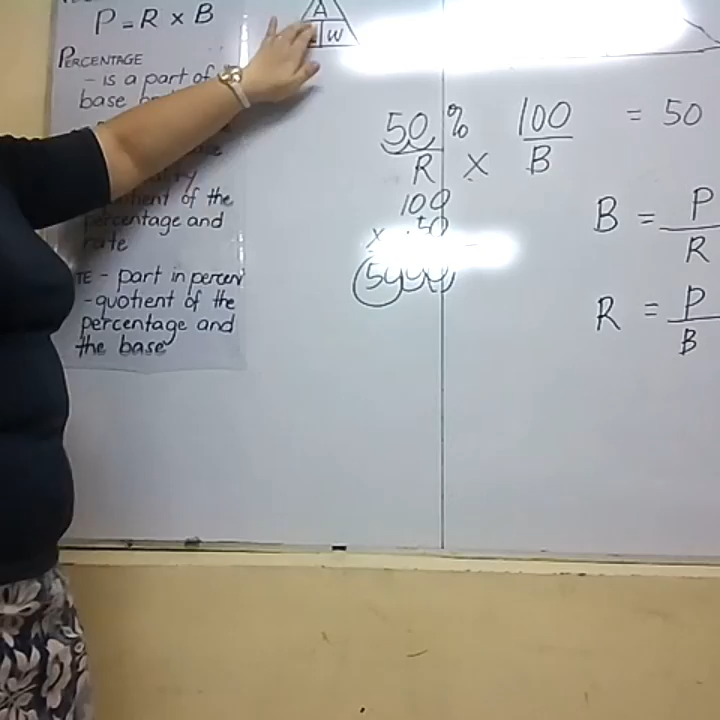 P = R × B
PERCENTAGE
- is a part of
base
of the
percentage and
rate
- part in percent
- quotient of the
percentage and
the base
A
W
50 % × 100 = 50
R B
100
× .50
5000
B = P
R
R = P
B